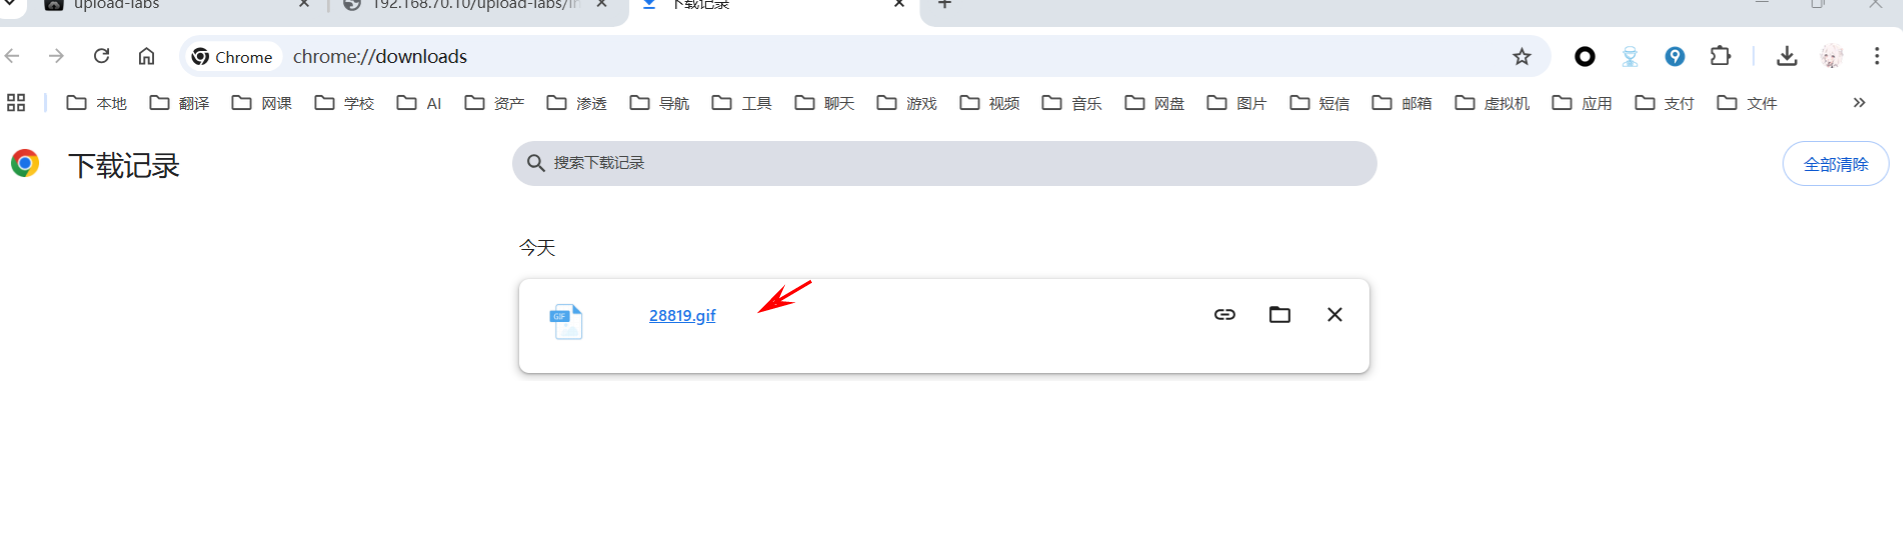 upload-labs
192.168.70.10/upload-labs/in
下载记录
Chrome
chrome://downloads
本地 翻译 网课 学校 AI 资产 渗透 导航 工具 聊天 游戏 视频 音乐 网盘 图片 短信 邮箱 虚拟机 应用 支付 文件
下载记录
搜索下载记录
全部清除
今天
GIF
28819.gif